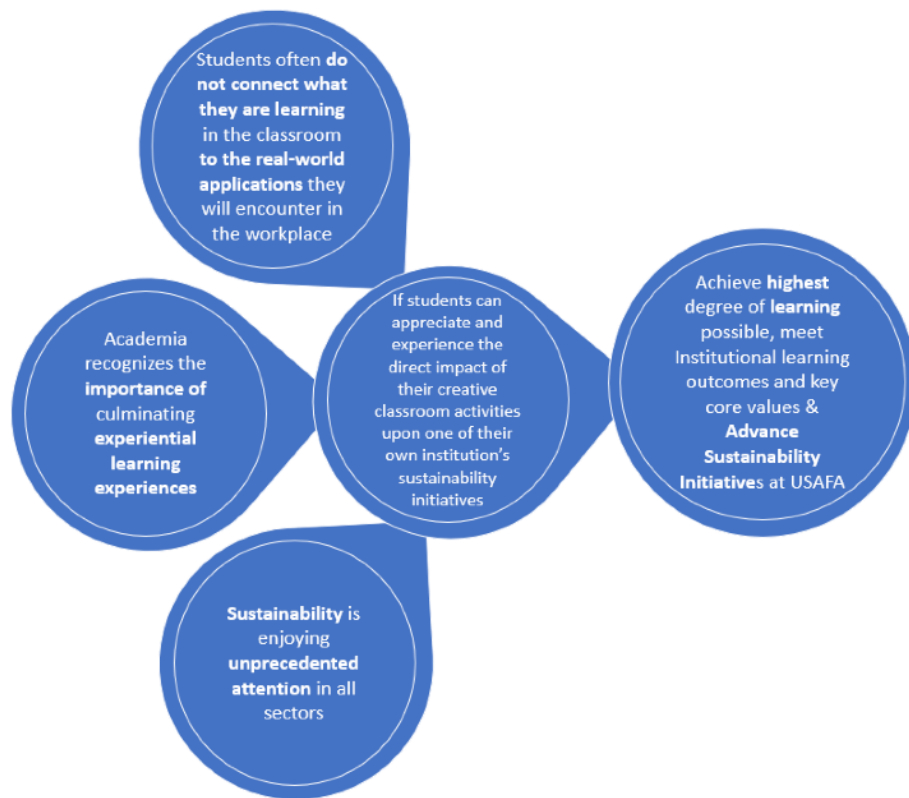 Students often do
not connect what
they are learning
in the classroom
to the real-world
applications they
will encounter in
the workplace
Academia
recognizes the
importance of
culminating
experiential
learning
experiences
If students can
appreciate and
experience the
direct impact of
their creative
classroom activities
upon one of their
own institution's
sustainability
initiatives
Achieve highest
degree of learning
possible, meet
Institutional learning
outcomes and key
core values &
Advance
Sustainability
Initiatives at USAFA
Sustainability is
enjoying
unprecedented
attention in all
sectors